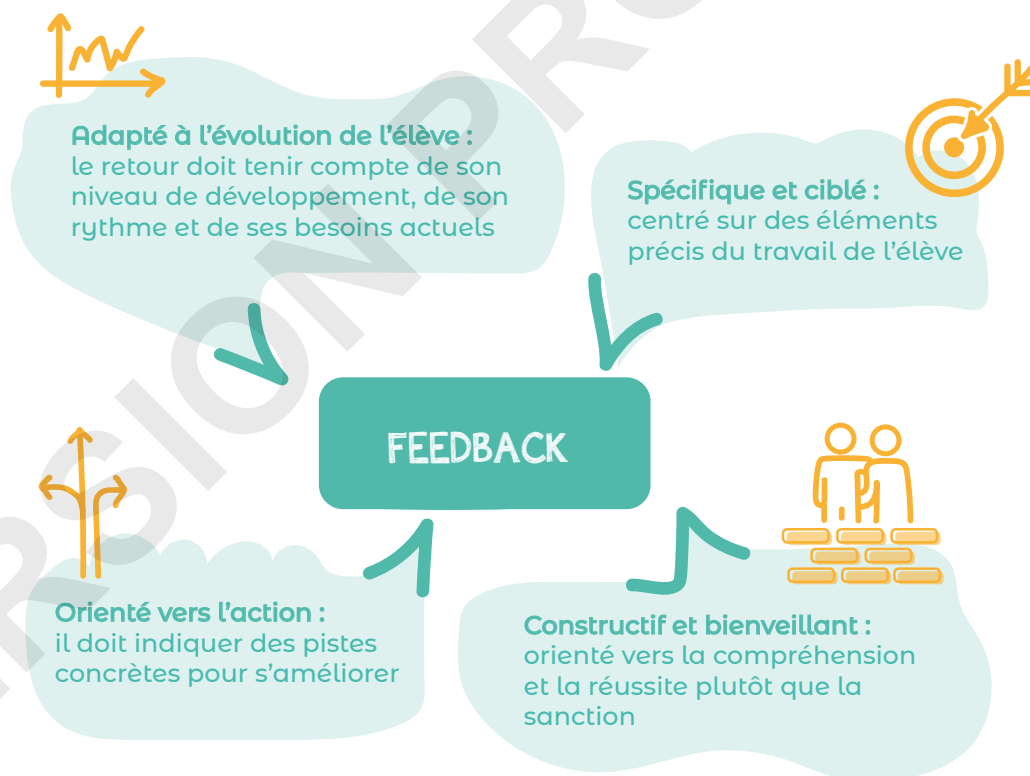 Adapté à l'évolution de l'élève :
le retour doit tenir compte de son
niveau de développement, de son
rythme et de ses besoins actuels
Spécifique et ciblé :
centré sur des éléments
précis du travail de l'élève
FEEDBACK
Orienté vers l'action :
il doit indiquer des pistes
concrètes pour s'améliorer
Constructif et bienveillant :
orienté vers la compréhension
et la réussite plutôt que la
sanction
RSION PRO